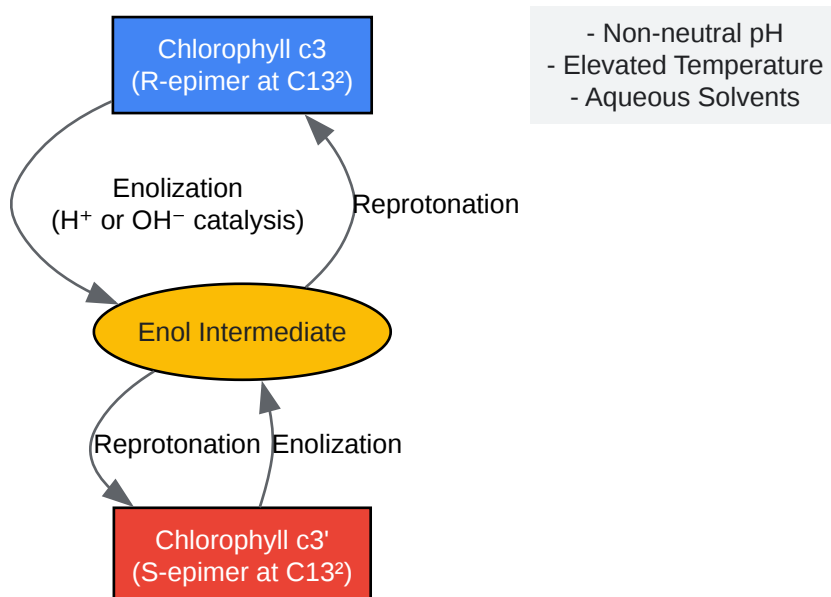 Chlorophyll c3
(R-epimer at C13²)
- Non-neutral pH
- Elevated Temperature
- Aqueous Solvents
Enolization
(H⁺ or OH⁻ catalysis)
Reprotonation
Enol Intermediate
Reprotonation
Enolization
Chlorophyll c3'
(S-epimer at C13²)